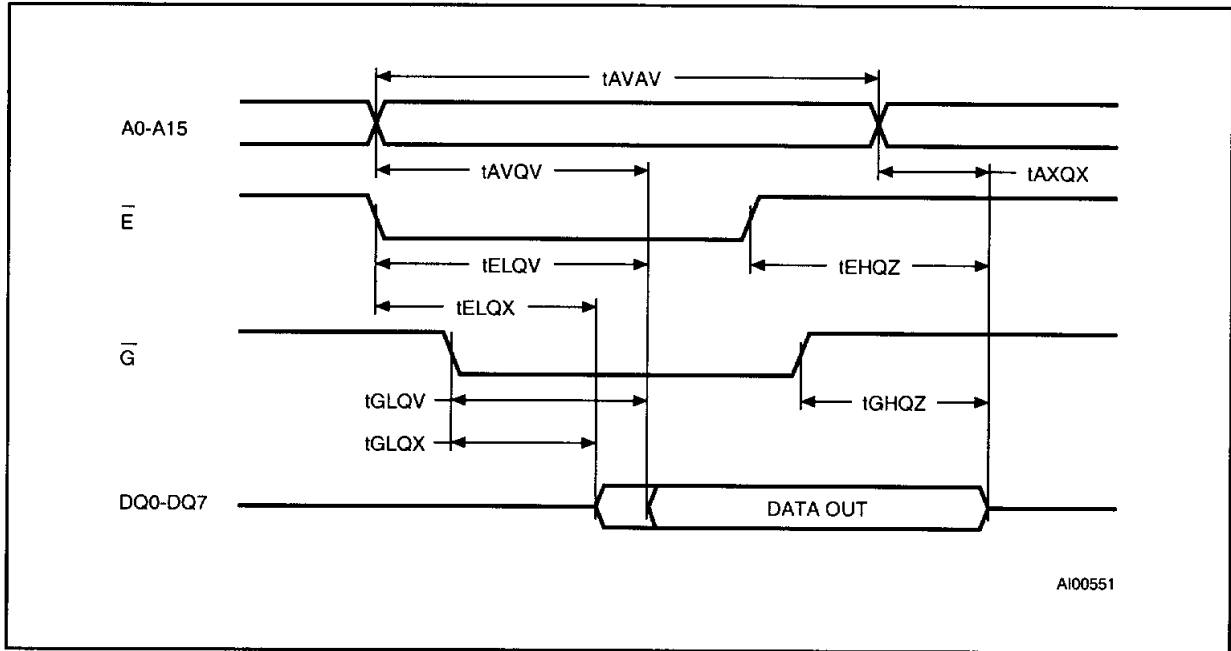 tAVAV
A0-A15
tAVQV
tAXQX
E̅
tELQV
tEHQZ
tELQX
G̅
tGLQV
tGHQZ
tGLQX
DQ0-DQ7
DATA OUT
AI00551